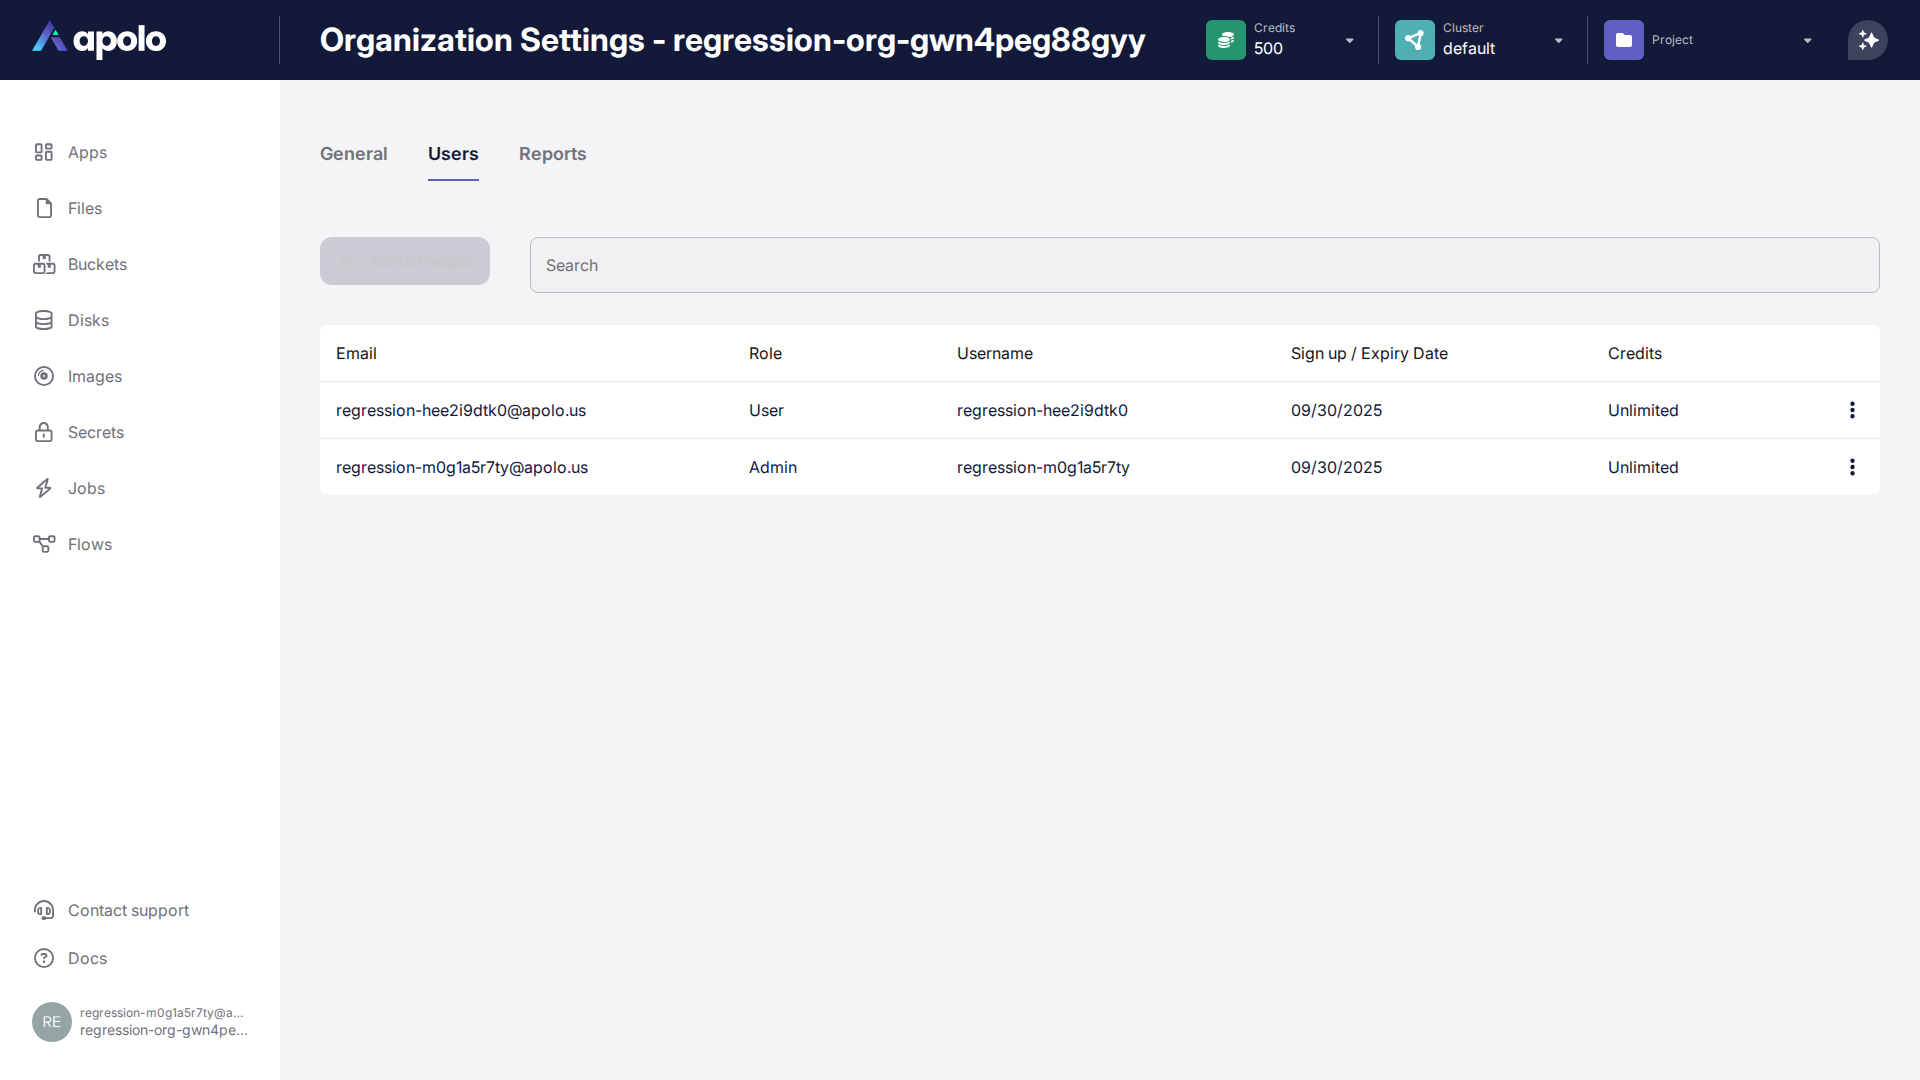 apolo
Organization Settings - regression-org-gwn4peg88gyy
Credits
500
Cluster
default
Project
Apps
Files
Buckets
Disks
Images
Secrets
Jobs
Flows
Contact support
Docs
RE
regression-m0g1a5r7ty@a...
regression-org-gwn4pe...
General Users Reports
Invite People
Search
Email Role Username Sign up / Expiry Date Credits
regression-hee2i9dtk0@apolo.us User regression-hee2i9dtk0 09/30/2025 Unlimited
regression-m0g1a5r7ty@apolo.us Admin regression-m0g1a5r7ty 09/30/2025 Unlimited